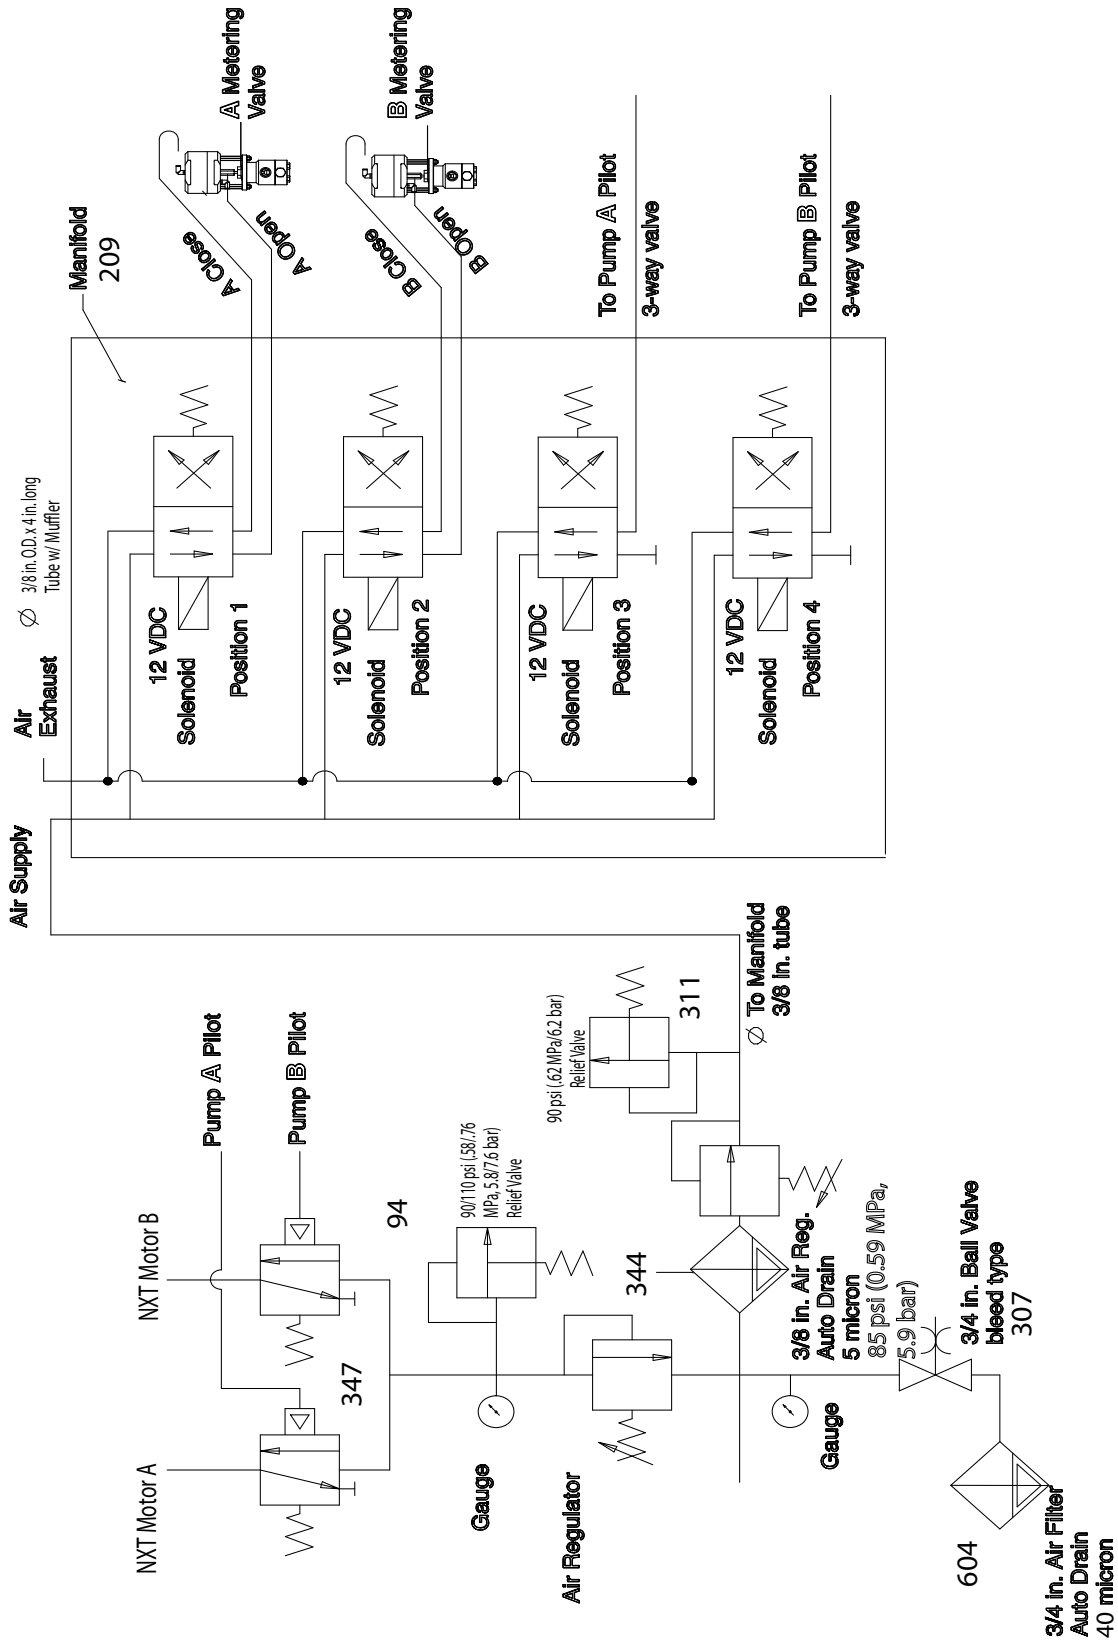 Air Supply
Air
Exhaust
Ø 3/8 in. O.D. x 4 in. long
Tube w/ Muffler
Manifold
209
12 VDC
Solenoid
Position 1
A Close
A Open
A Metering
Valve
12 VDC
Solenoid
Position 2
B Close
B Open
B Metering
Valve
12 VDC
Solenoid
Position 3
To Pump A Pilot
3-way valve
12 VDC
Solenoid
Position 4
To Pump B Pilot
3-way valve
NXT Motor A
NXT Motor B
Pump A Pilot
Pump B Pilot
347
94
90/110 psi (.58/.76
MPa, 5.8/7.6 bar)
Relief Valve
Gauge
Air Regulator
90 psi (.62 MPa/6.2 bar)
Relief Valve
311
Ø To Manifold
3/8 in. tube
344
3/8 in. Air Reg.
Auto Drain
5 micron
85 psi (0.59 MPa,
5.9 bar)
Gauge
3/4 in. Ball Valve
bleed type
307
604
3/4 in. Air Filter
Auto Drain
40 micron